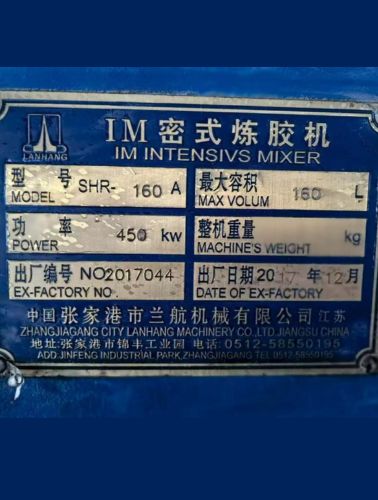 LANHANG
IM密式炼胶机
IM INTENSIVS MIXER
型 号 SHR- 160 A
MODEL
最大容积 160 L
MAX VOLUM
功 率 450 kw
POWER
整机重量 kg
MACHINE'S WEIGHT
出厂编号 NO2017044
EX-FACTORY NO
出厂日期 2017 年 12 月
DATE OF EX-FACTORY
中国张家港市兰航机械有限公司 江苏
ZHANGJIAGANG CITY LANHANG MACHINERY CO.,LTD.JIANGSU CHINA
地址:张家港市锦丰工业园 电话:0512-58550195
ADD.JINFENG INDUSTRIAL PARK,ZHANGJIAGANG TEL:0512-58550195